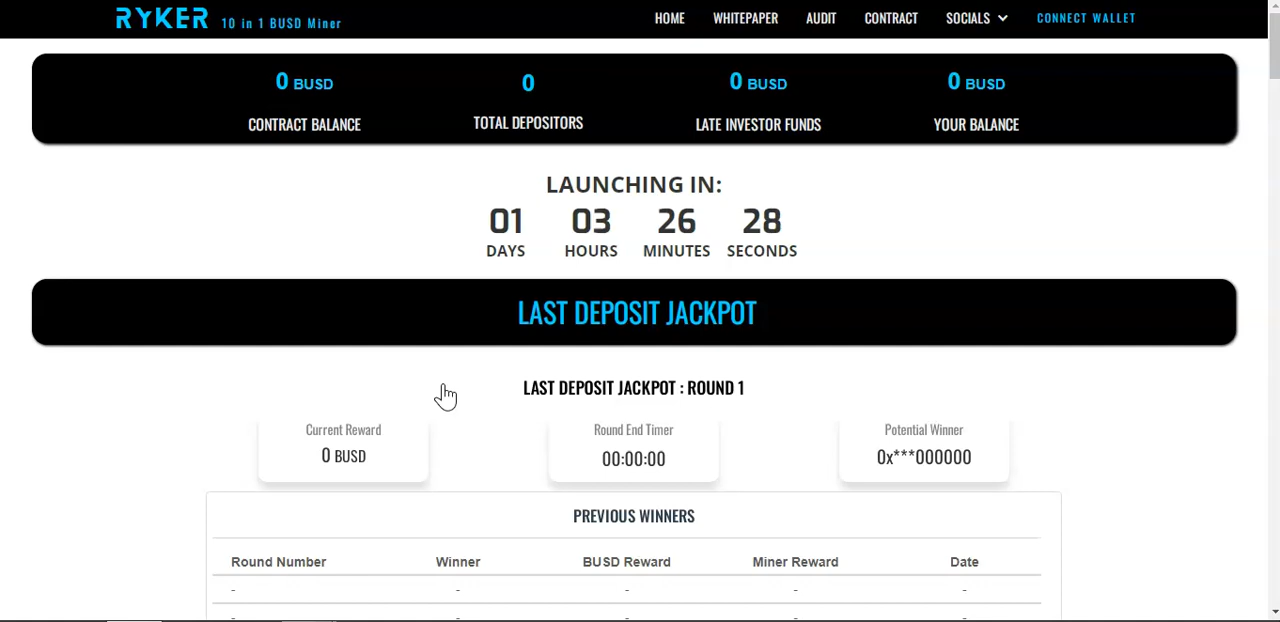 RYKER 10 in 1 BUSD Miner HOME WHITEPAPER AUDIT CONTRACT SOCIALS CONNECT WALLET
0 BUSD 0 0 BUSD 0 BUSD
CONTRACT BALANCE TOTAL DEPOSITORS LATE INVESTOR FUNDS YOUR BALANCE
LAUNCHING IN:
01 03 26 28
DAYS HOURS MINUTES SECONDS
LAST DEPOSIT JACKPOT
LAST DEPOSIT JACKPOT : ROUND 1
Current Reward Round End Timer Potential Winner
0 BUSD 00:00:00 0x***000000
PREVIOUS WINNERS
Round Number Winner BUSD Reward Miner Reward Date
- - - - -
- - - - -